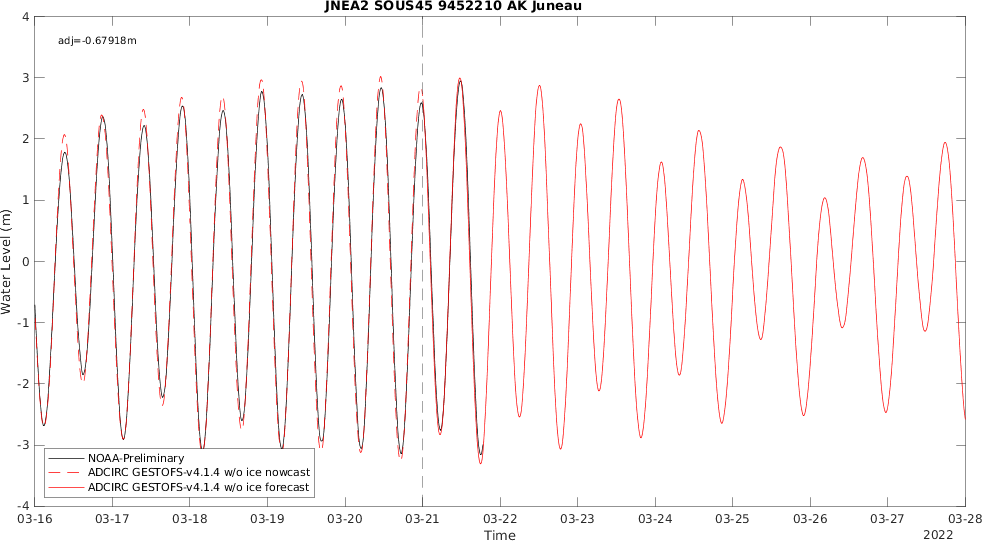 JNEA2 SOUS45 9452210 AK Juneau
adj=-0.67918m
4
3
2
1
0
-1
-2
-3
-4
Water Level (m)
NOAA-Preliminary
ADCIRC GESTOFS-v4.1.4 w/o ice nowcast
ADCIRC GESTOFS-v4.1.4 w/o ice forecast
03-16 03-17 03-18 03-19 03-20 03-21 03-22 03-23 03-24 03-25 03-26 03-27 03-28
Time
2022